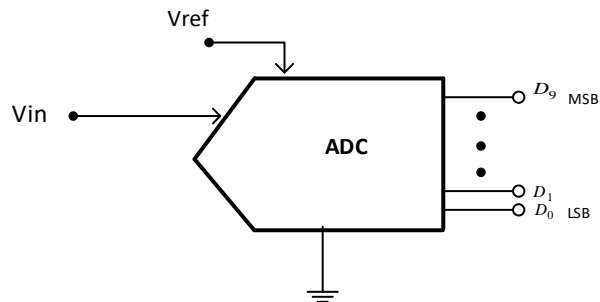 Vref
Vin
ADC
D₉ MSB
D₁
D₀ LSB